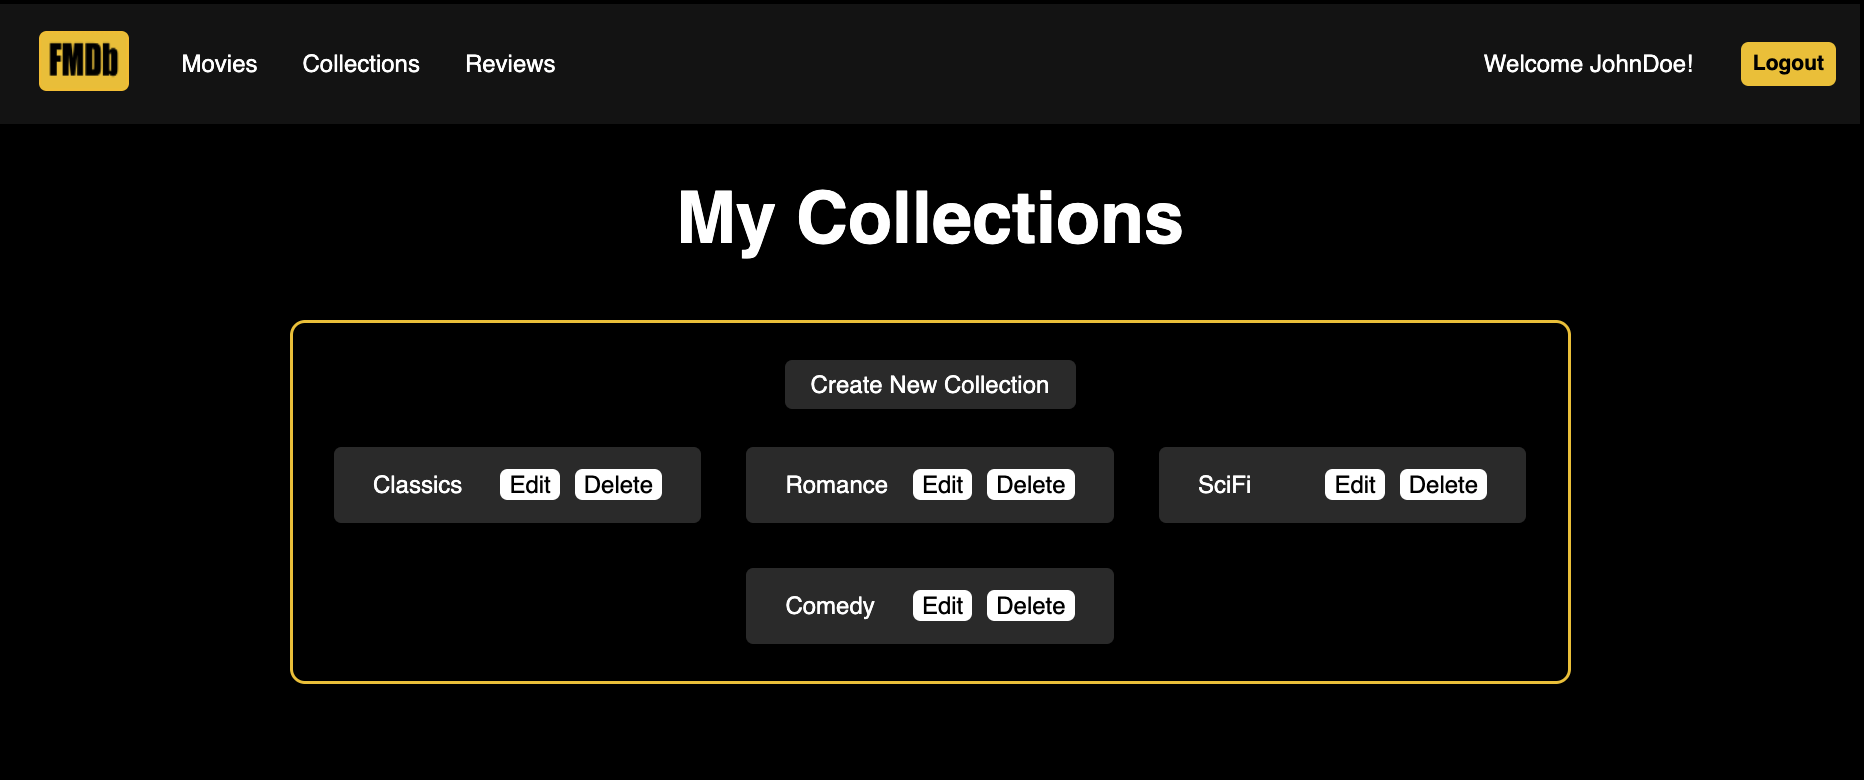 FMDb Movies Collections Reviews Welcome JohnDoe! Logout
My Collections
Create New Collection
Classics Edit Delete Romance Edit Delete SciFi Edit Delete
Comedy Edit Delete